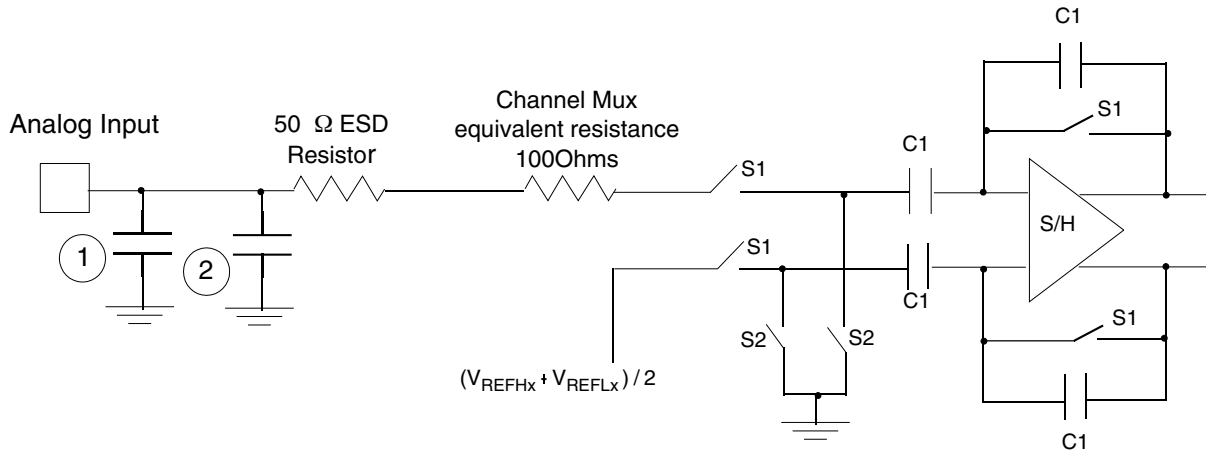 C1
Analog Input
50 Ω ESD
Resistor
Channel Mux
equivalent resistance
100Ohms
S1
C1
S1
S/H
1
2
S1
C1
S2
S2
S1
(VREFHx + VREFLx) / 2
C1